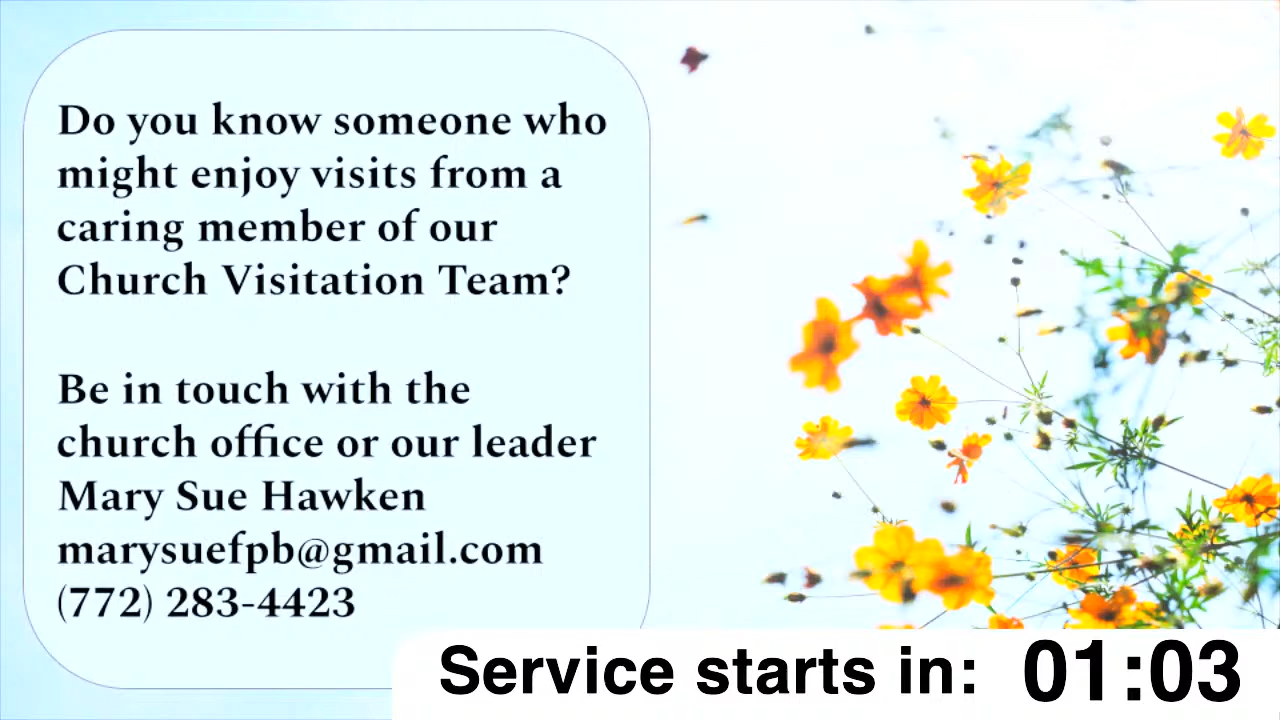 Do you know someone who
might enjoy visits from a
caring member of our
Church Visitation Team?
Be in touch with the
church office or our leader
Mary Sue Hawken
marysuefpb@gmail.com
(772) 283-4423
Service starts in: 01:03